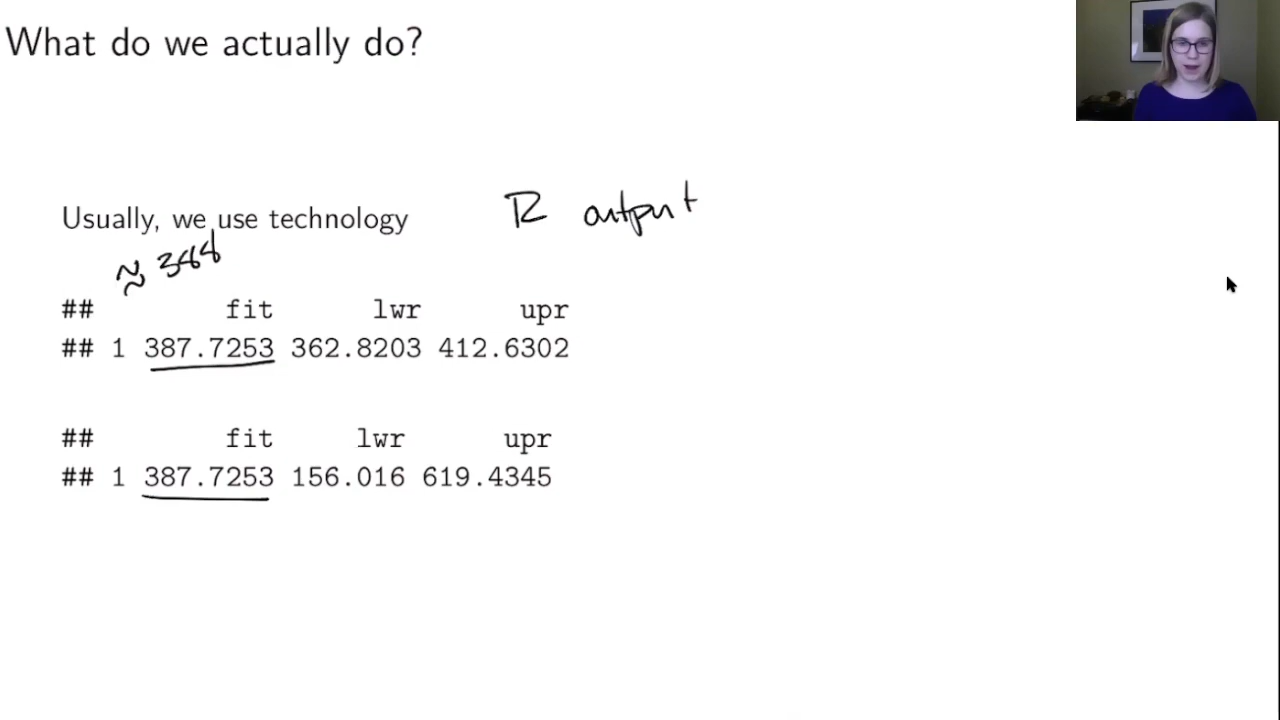 What do we actually do?
Usually, we use technology R output
≈ 388
## fit lwr upr
## 1 387.7253 362.8203 412.6302
## fit lwr upr
## 1 387.7253 156.016 619.4345